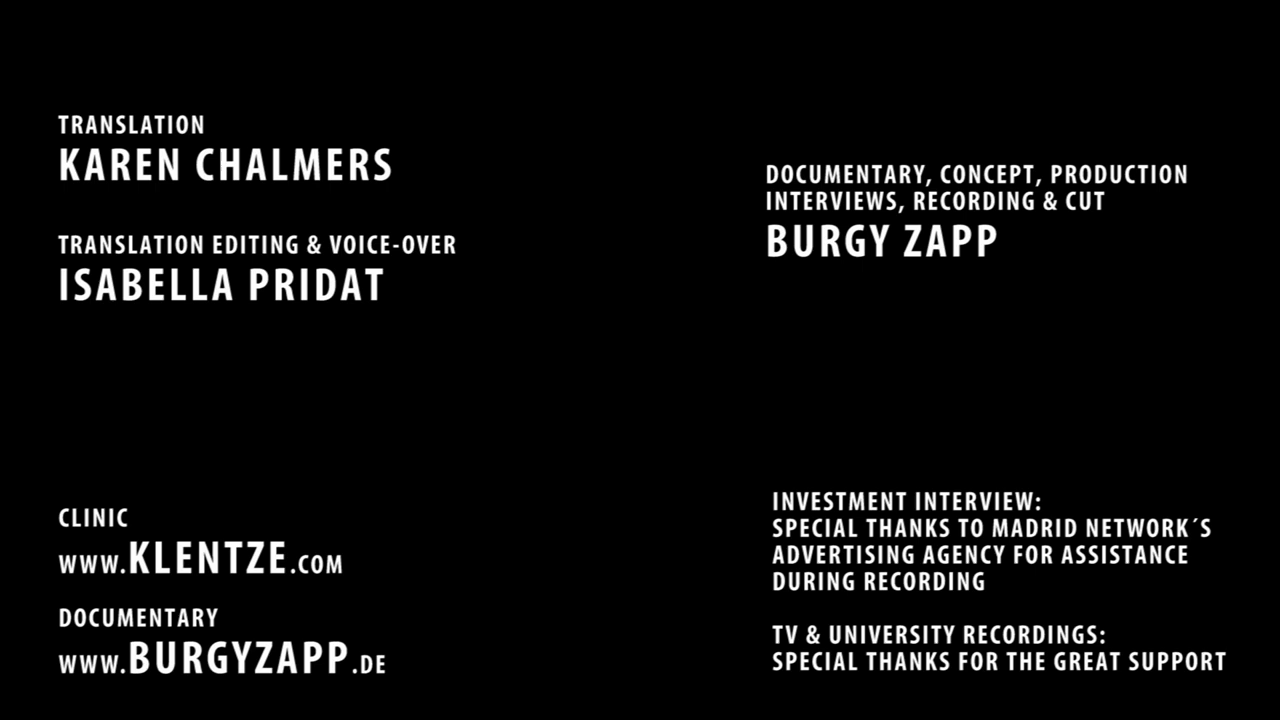 TRANSLATION
KAREN CHALMERS
TRANSLATION EDITING & VOICE-OVER
ISABELLA PRIDAT
DOCUMENTARY, CONCEPT, PRODUCTION
INTERVIEWS, RECORDING & CUT
BURGY ZAPP
CLINIC
WWW.KLENTZE.COM
DOCUMENTARY
WWW.BURGYZAPP.DE
INVESTMENT INTERVIEW:
SPECIAL THANKS TO MADRID NETWORK´S
ADVERTISING AGENCY FOR ASSISTANCE
DURING RECORDING
TV & UNIVERSITY RECORDINGS:
SPECIAL THANKS FOR THE GREAT SUPPORT